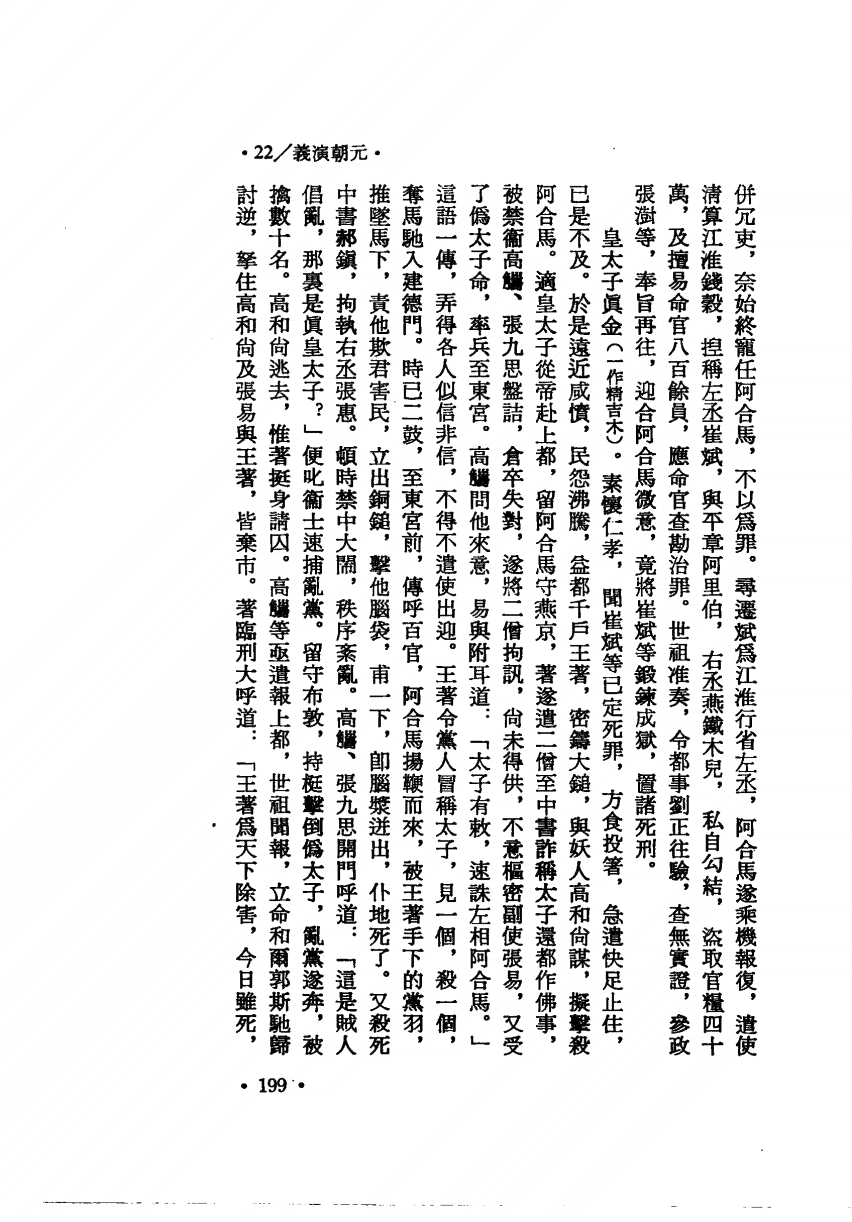 •22／義演朝元•
併冗吏，奈始終寵任阿合馬，不以爲罪。尋遷斌爲江淮行省左丞，阿合馬遂乘機報復，遣使
清算江淮錢穀，捏稱左丞崔斌，與平章阿里伯，右丞燕鐵木兒，私自勾結，盜取官糧四十
萬，及擅易命官八百餘員，應命官查勘治罪。世祖准奏，令都事劉正往驗，查無實證，參政
張澍等，奉旨再往，迎合阿合馬微意，竟將崔斌等鍛鍊成獄，置諸死刑。
皇太子眞金（一作精吉木）。素懷仁孝，聞崔斌等已定死罪，方食投箸，急遣快足止住，
已是不及。於是遠近咸憤，民怨沸騰，益都千戶王著，密鑄大鎚，與妖人高和尙謀，擬擊殺
阿合馬。適皇太子從帝赴上都，留阿合馬守燕京，著遂遣二僧至中書詐稱太子還都作佛事，
被禁衞高觿、張九思盤詰，倉卒失對，遂將二僧拘訊，尙未得供，不意樞密副使張易，又受
了僞太子命，率兵至東宮。高觿問他來意，易與附耳道：「太子有敕，速誅左相阿合馬。」
這語一傳，弄得各人似信非信，不得不遣使出迎。王著令黨人冒稱太子，見一個，殺一個，
奪馬馳入建德門。時已二鼓，至東宮前，傳呼百官，阿合馬揚鞭而來，被王著手下的黨羽，
推墜馬下，責他欺君害民，立出銅鎚，擊他腦袋，甫一下，卽腦漿迸出，仆地死了。又殺死
中書郝鎭，拘執右丞張惠。頓時禁中大鬧，秩序紊亂。高觿、張九思開門呼道：「這是賊人
倡亂，那裏是眞皇太子？」便叱衞士速捕亂黨。留守布敦，持梃擊倒僞太子，亂黨遂奔，被
擒數十名。高和尙逃去，惟著挺身請囚。高觿等亟遣報上都，世祖聞報，立命和爾郭斯馳歸
討逆，拏住高和尙及張易與王著，皆棄市。著臨刑大呼道：「王著爲天下除害，今日雖死，
•199•